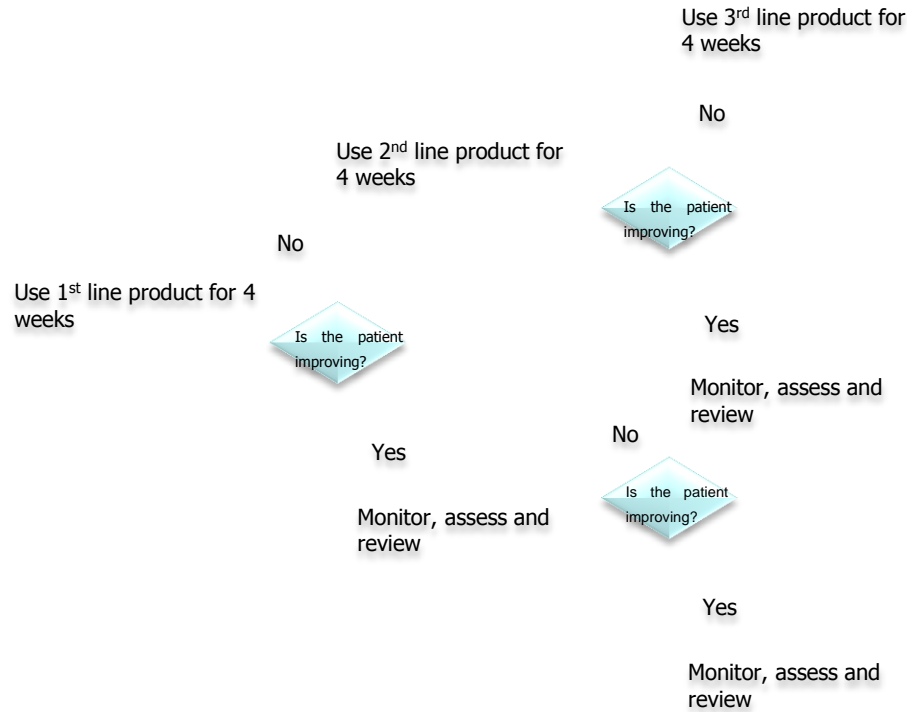 Use 3rd line product for
4 weeks
No
Use 2nd line product for
4 weeks
Is the patient
improving?
No
Use 1st line product for 4
weeks
Is the patient
improving?
Yes
Monitor, assess and
review
No
Yes
Is the patient
improving?
Monitor, assess and
review
Yes
Monitor, assess and
review